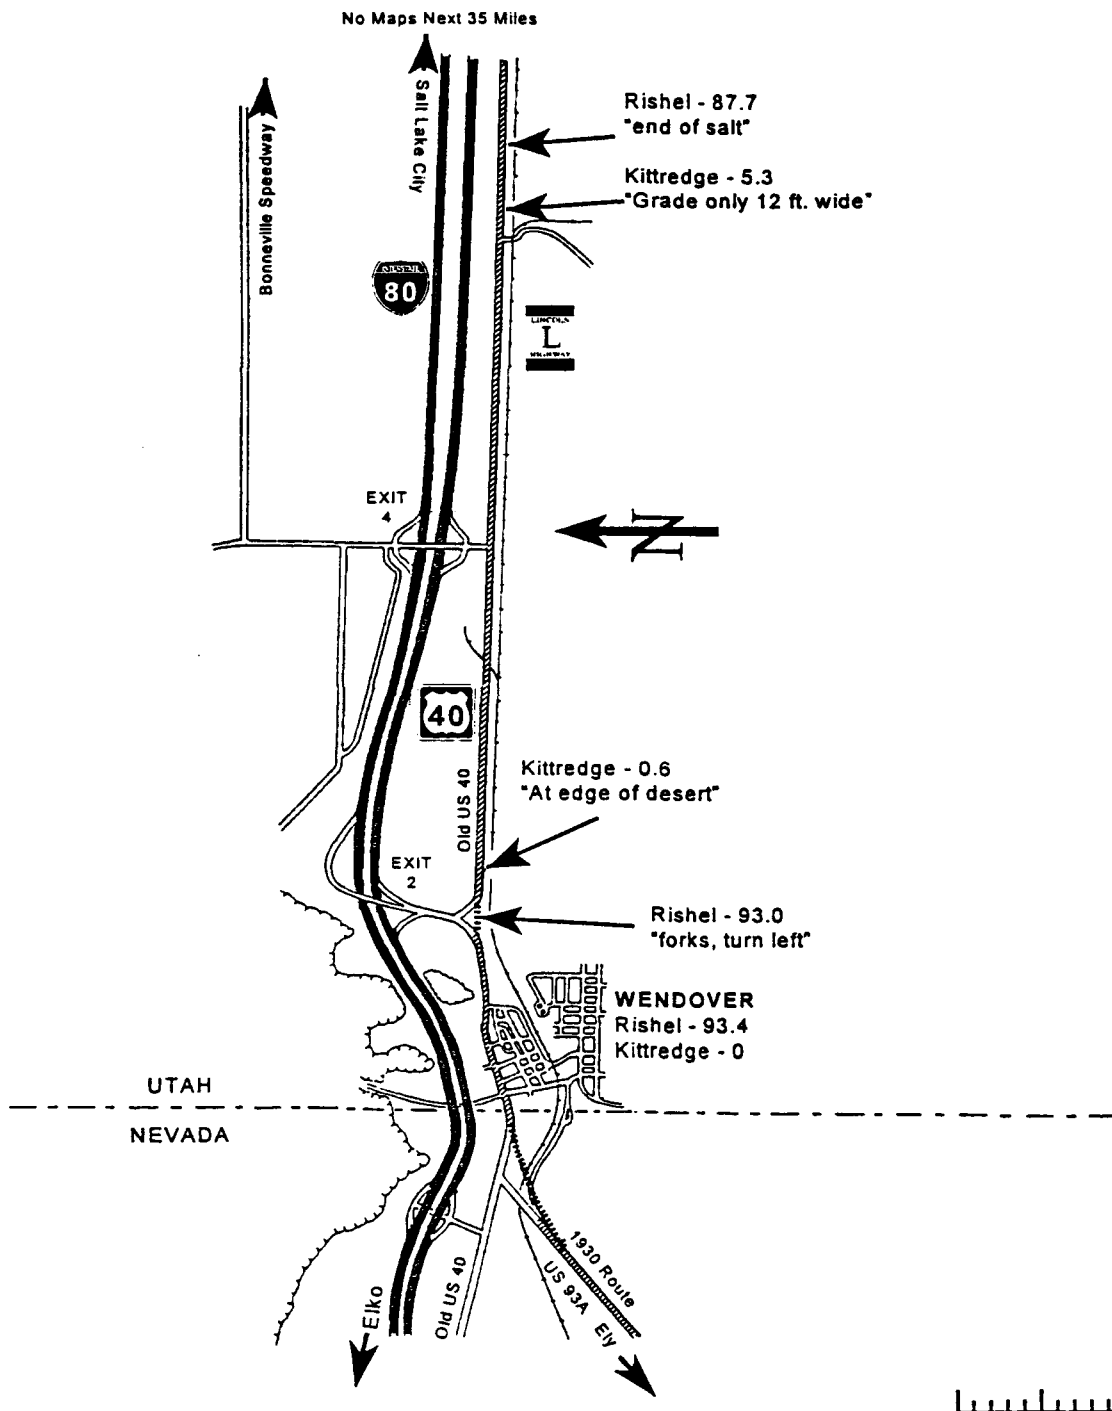 No Maps Next 35 Miles
Salt Lake City
Bonneville Speedway
Rishel - 87.7
"end of salt"
Kittredge - 5.3
"Grade only 12 ft. wide"
INTERSTATE
80
LINCOLN
L
HIGHWAY
EXIT
4
N
40
Old US 40
Kittredge - 0.6
"At edge of desert"
EXIT
2
Rishel - 93.0
"forks, turn left"
WENDOVER
Rishel - 93.4
Kittredge - 0
UTAH
NEVADA
1930 Route
US 93A
Ely
Old US 40
Elko